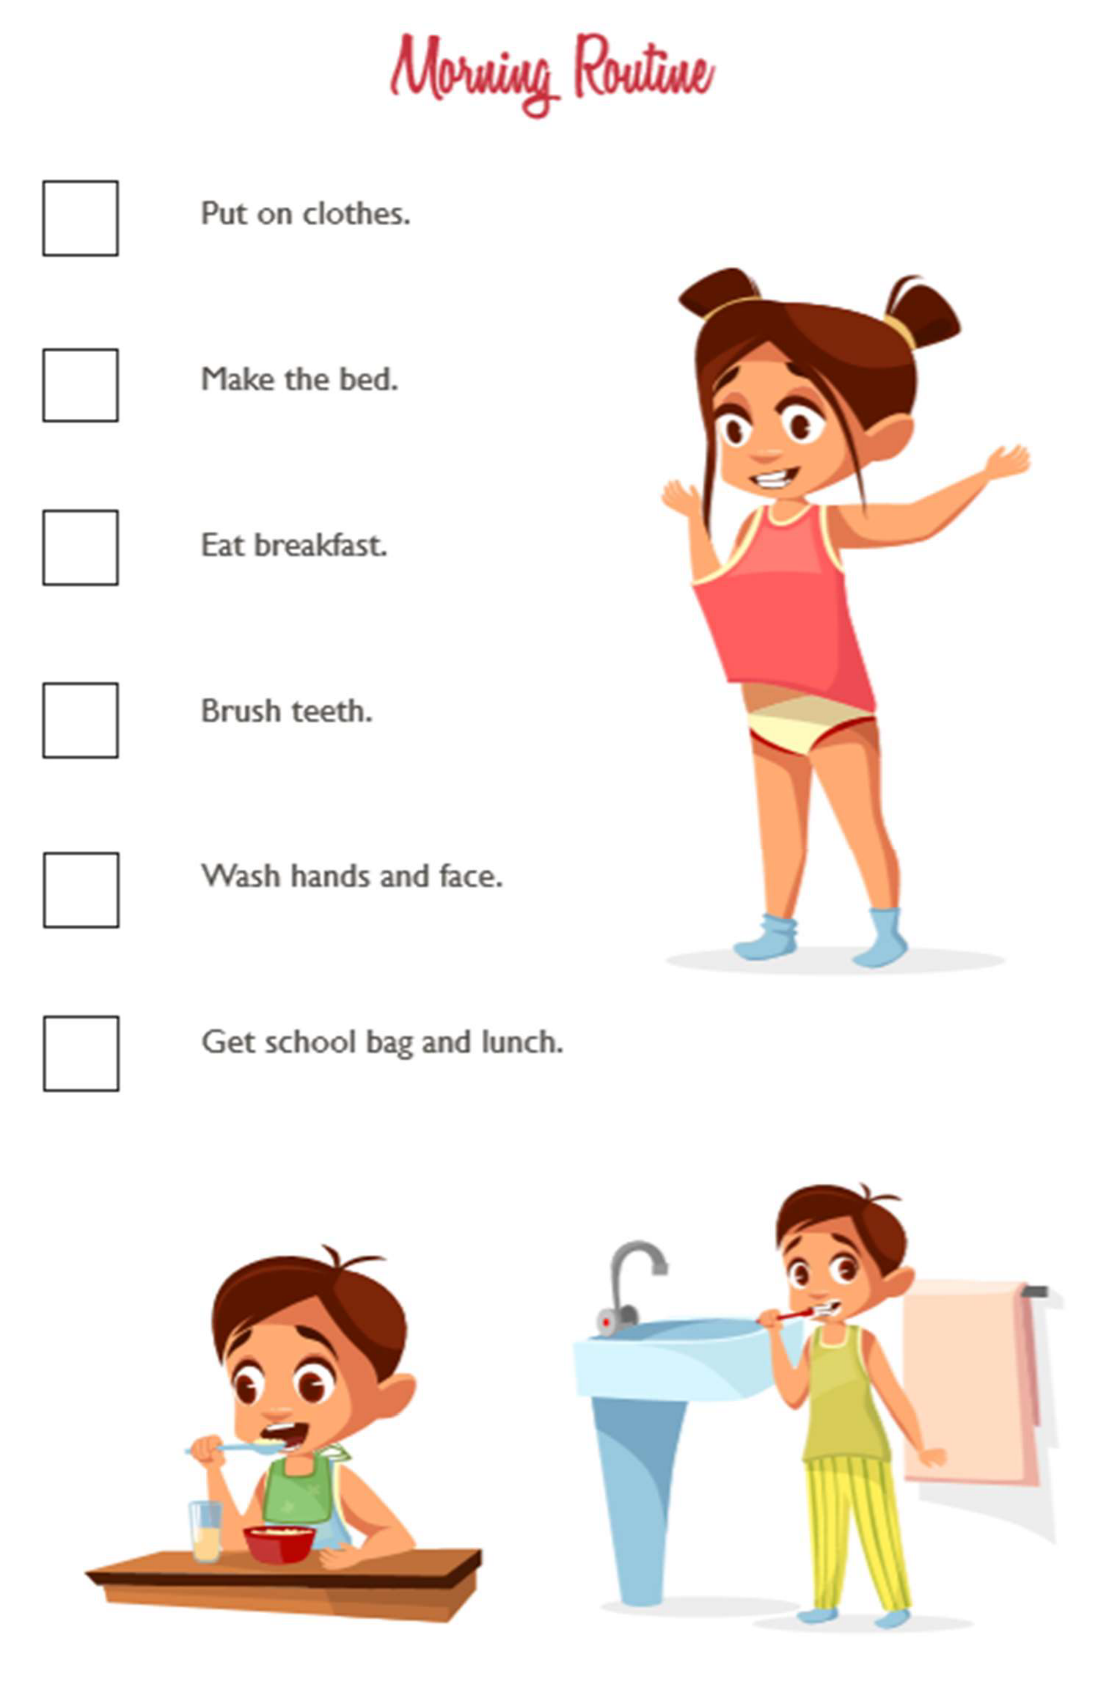 Morning Routine
Put on clothes.
Make the bed.
Eat breakfast.
Brush teeth.
Wash hands and face.
Get school bag and lunch.